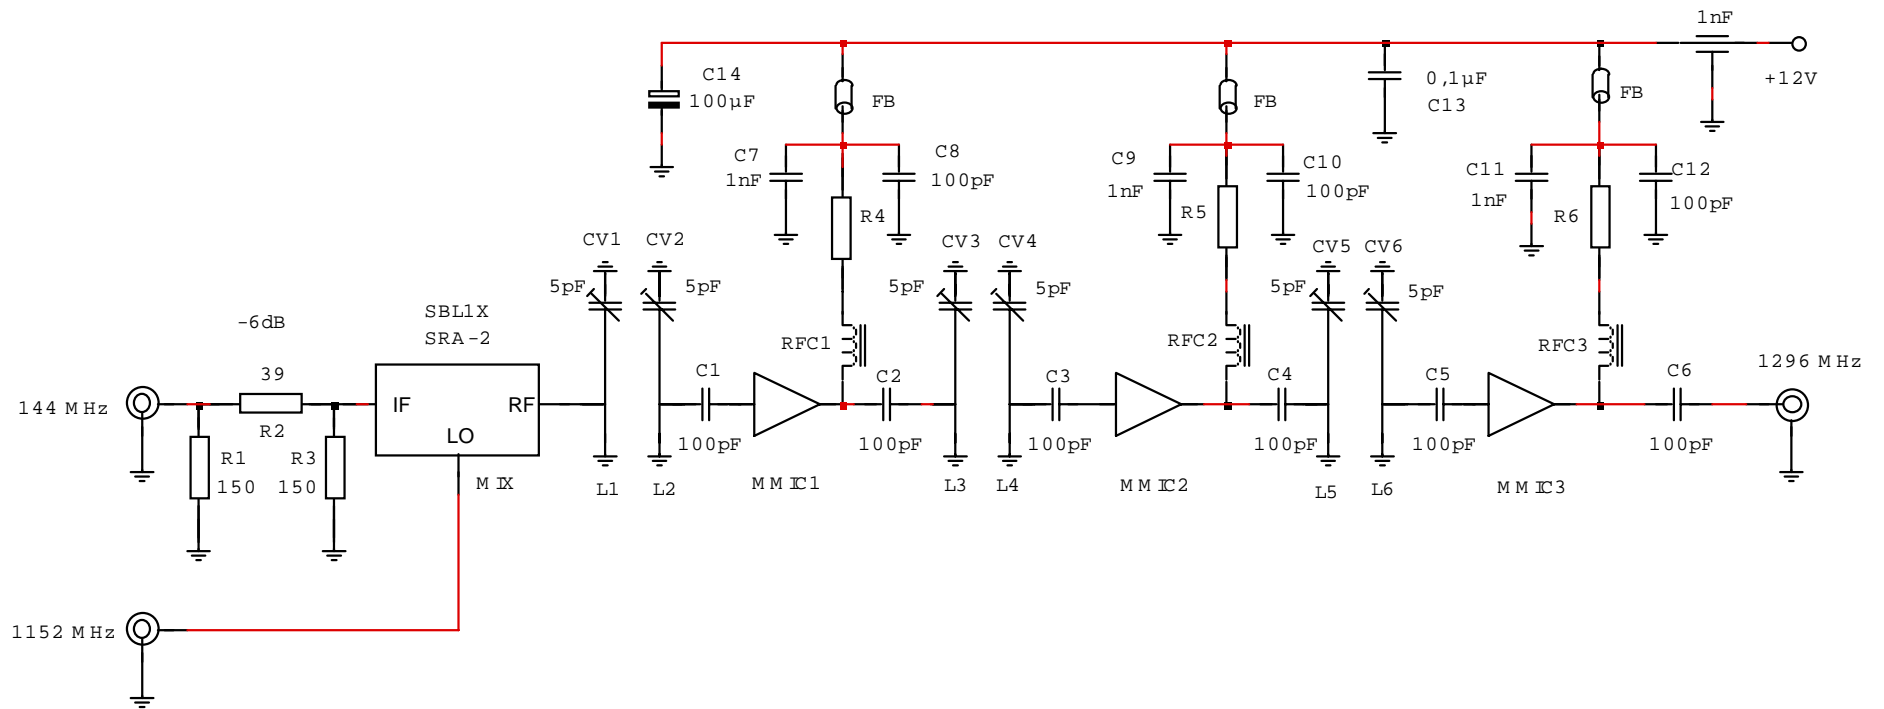 1nF
+12V
C14
100µF
FB
FB
0,1µF
C13
FB
C7
1nF
C8
100pF
C9
1nF
C10
100pF
C11
1nF
C12
100pF
R4
R5
R6
CV1
CV2
CV3
CV4
CV5
CV6
5pF
5pF
5pF
5pF
5pF
5pF
SBL1X
SRA-2
-6dB
RFC1
RFC2
RFC3
39
R2
144 MHz
IF
RF
LO
MIX
C1
100pF
C2
100pF
C3
100pF
C4
100pF
C5
100pF
C6
100pF
1296 MHz
R1
150
R3
150
L1
L2
MMIC1
L3
L4
MMIC2
L5
L6
MMIC3
1152 MHz